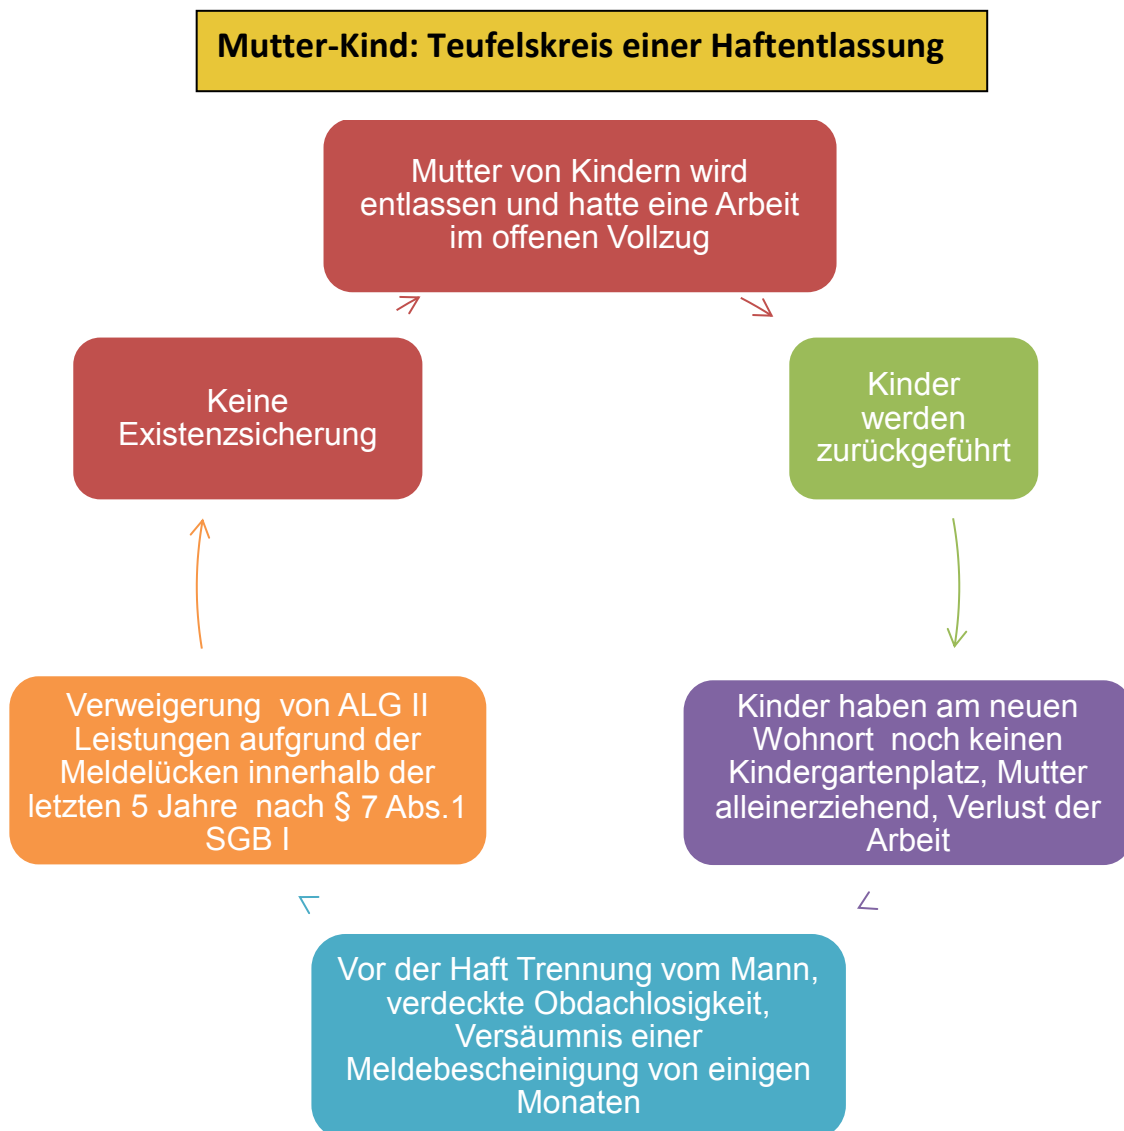 Mutter-Kind: Teufelskreis einer Haftentlassung
Mutter von Kindern wird
entlassen und hatte eine Arbeit
im offenen Vollzug
Kinder
werden
zurückgeführt
Kinder haben am neuen
Wohnort noch keinen
Kindergartenplatz, Mutter
alleinerziehend, Verlust der
Arbeit
Vor der Haft Trennung vom Mann,
verdeckte Obdachlosigkeit,
Versäumnis einer
Meldebescheinigung von einigen
Monaten
Verweigerung von ALG II
Leistungen aufgrund der
Meldelücken innerhalb der
letzten 5 Jahre nach § 7 Abs.1
SGB I
Keine
Existenzsicherung